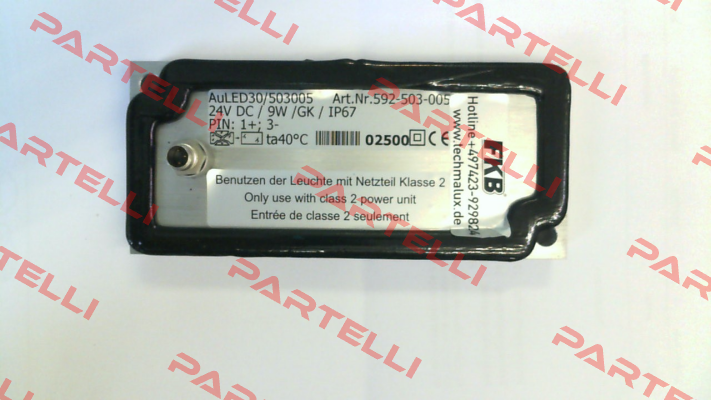 AuLED30/503005 Art.Nr.592-503-005
24V DC / 9W /GK / IP67
PIN: 1+; 3-
ta40°C 02500 CE
Benutzen der Leuchte mit Netzteil Klasse 2
Only use with class 2 power unit
Entrée de classe 2 seulement
FKB
Hotline +497423-929824
www.techmalux.de
PARTELLI
PARTELLI
PARTELLI
PARTELLI
PARTELLI
PARTELLI
PARTELLI
PARTELLI